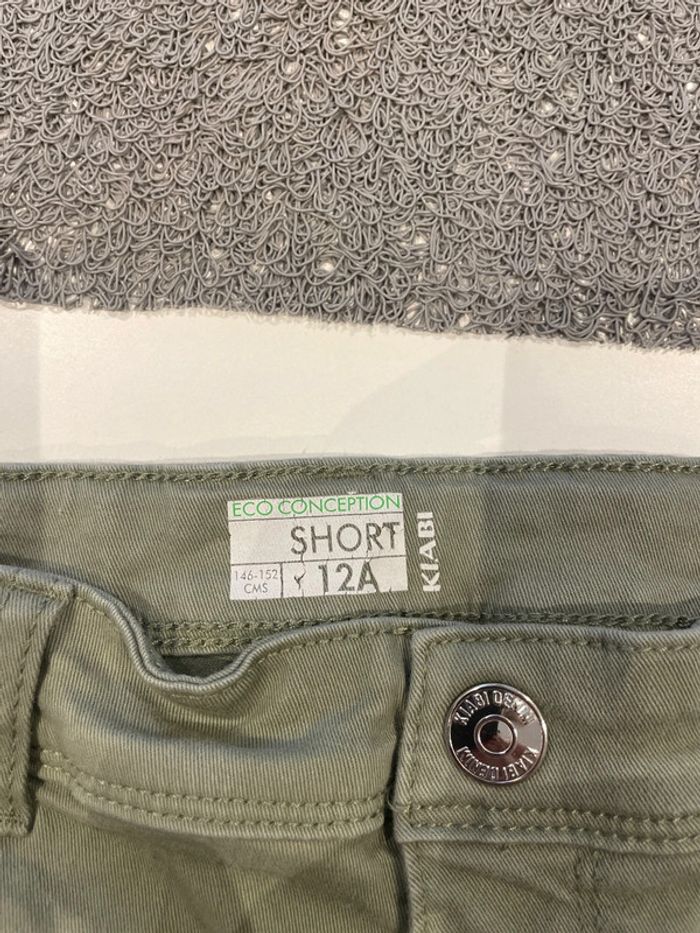 ECO CONCEPTION
SHORT
146-152
CMS
12A
KIABI
KIABI DENIM
KIABI DENIM